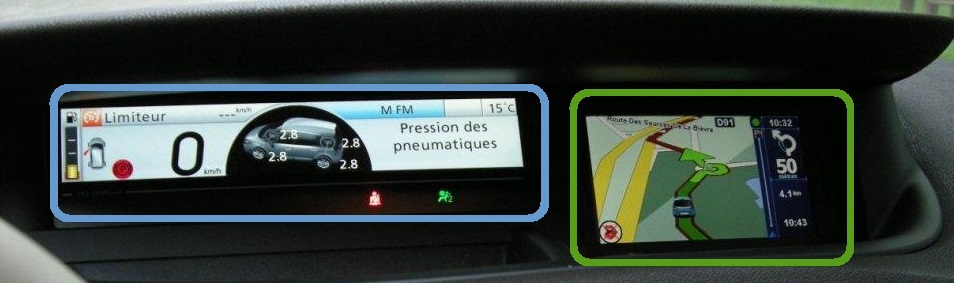 Limiteur
--- km/h
M FM
15°C
0 km/h
2.8
2.8
2.8
2.8
Pression des
pneumatiques
2
Route Des Sources De La Bièvre
D91
10:32
50
mètres
4.1 km
10:43